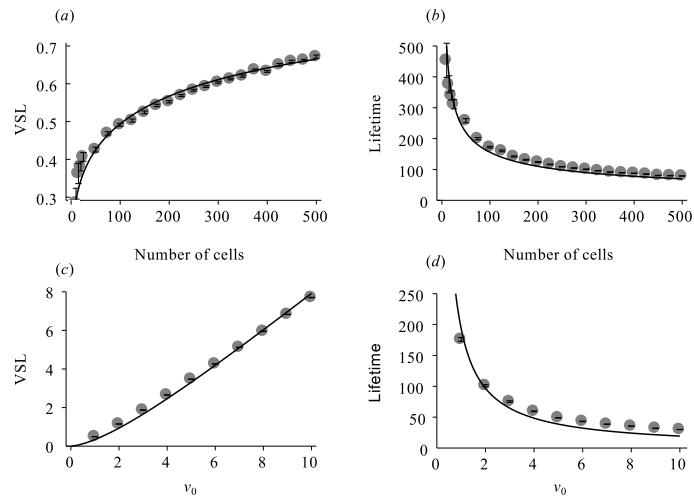 (a)
0.7
0.6
0.5
0.4
0.3
VSL
0 100 200 300 400 500
Number of cells
(b)
500
400
300
200
100
0
Lifetime
0 100 200 300 400 500
Number of cells
(c)
8
6
4
2
0
VSL
0 2 4 6 8 10
v0
(d)
250
200
150
100
50
0
Lifetime
0 2 4 6 8 10
v0